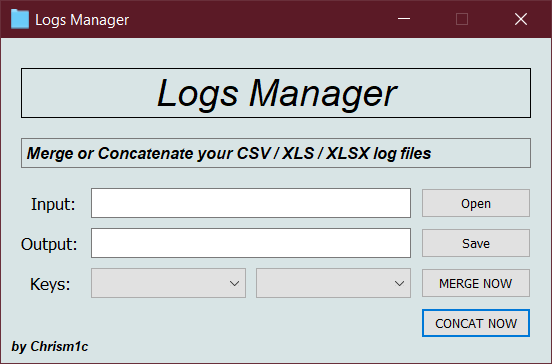 Logs Manager
Logs Manager
Merge or Concatenate your CSV / XLS / XLSX log files
Input:
Open
Output:
Save
Keys:
MERGE NOW
CONCAT NOW
by Chrism1c